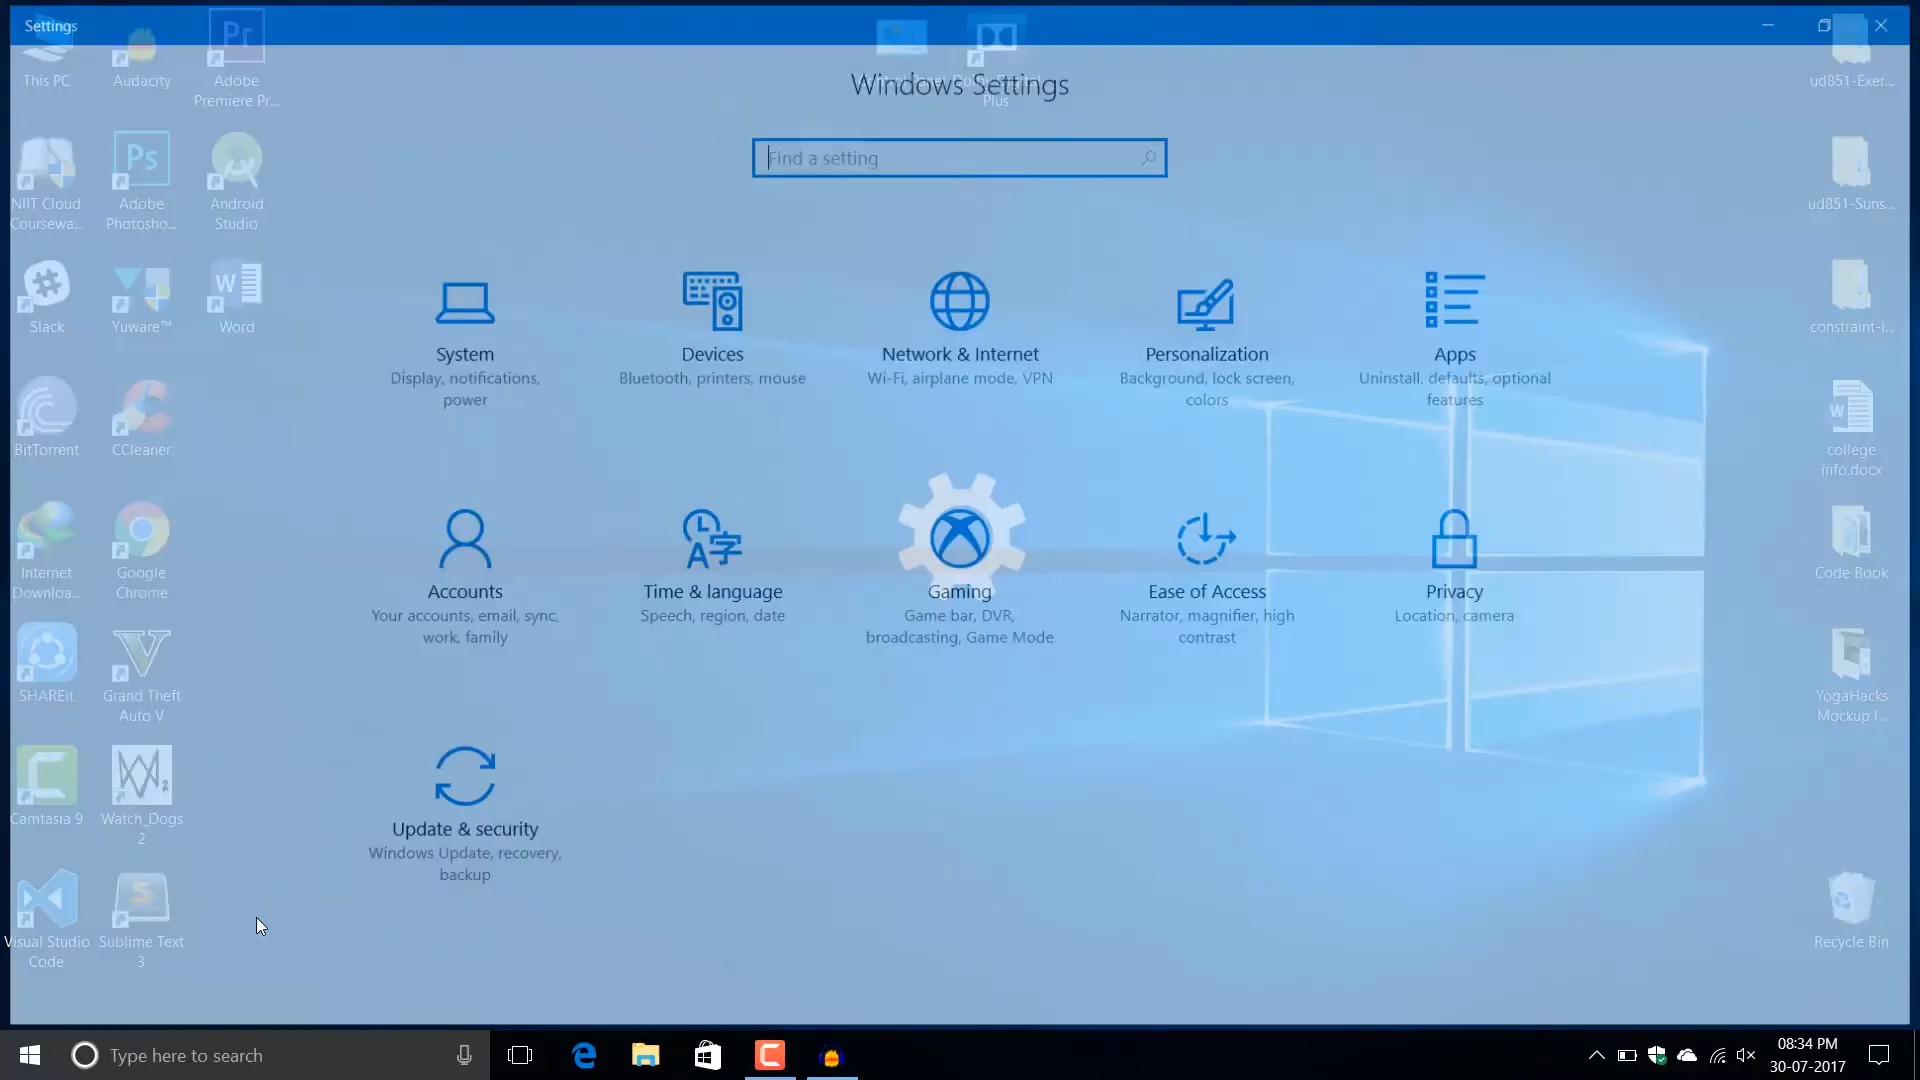 Settings
This PC
Audacity
Adobe
Premiere Pr...
Plus
ud851-Exer...
Windows Settings
Find a setting
NIIT Cloud
Coursewa...
Adobe
Photosho...
Android
Studio
ud851-Suns...
Slack
Yuware™
Word
constraint-l...
System
Display, notifications,
power
Devices
Bluetooth, printers, mouse
Network & Internet
Wi-Fi, airplane mode, VPN
Personalization
Background, lock screen,
colors
Apps
Uninstall, defaults, optional
features
BitTorrent
CCleaner
college
info.docx
Internet
Downloa...
Google
Chrome
Code Book
Accounts
Your accounts, email, sync,
work, family
Time & language
Speech, region, date
Gaming
Game bar, DVR,
broadcasting, Game Mode
Ease of Access
Narrator, magnifier, high
contrast
Privacy
Location, camera
SHAREit
Grand Theft
Auto V
YogaHacks
Mockup I...
Camtasia 9
Watch_Dogs
2
Update & security
Windows Update, recovery,
backup
Visual Studio
Code
Sublime Text
3
Recycle Bin
Type here to search
08:34 PM
30-07-2017